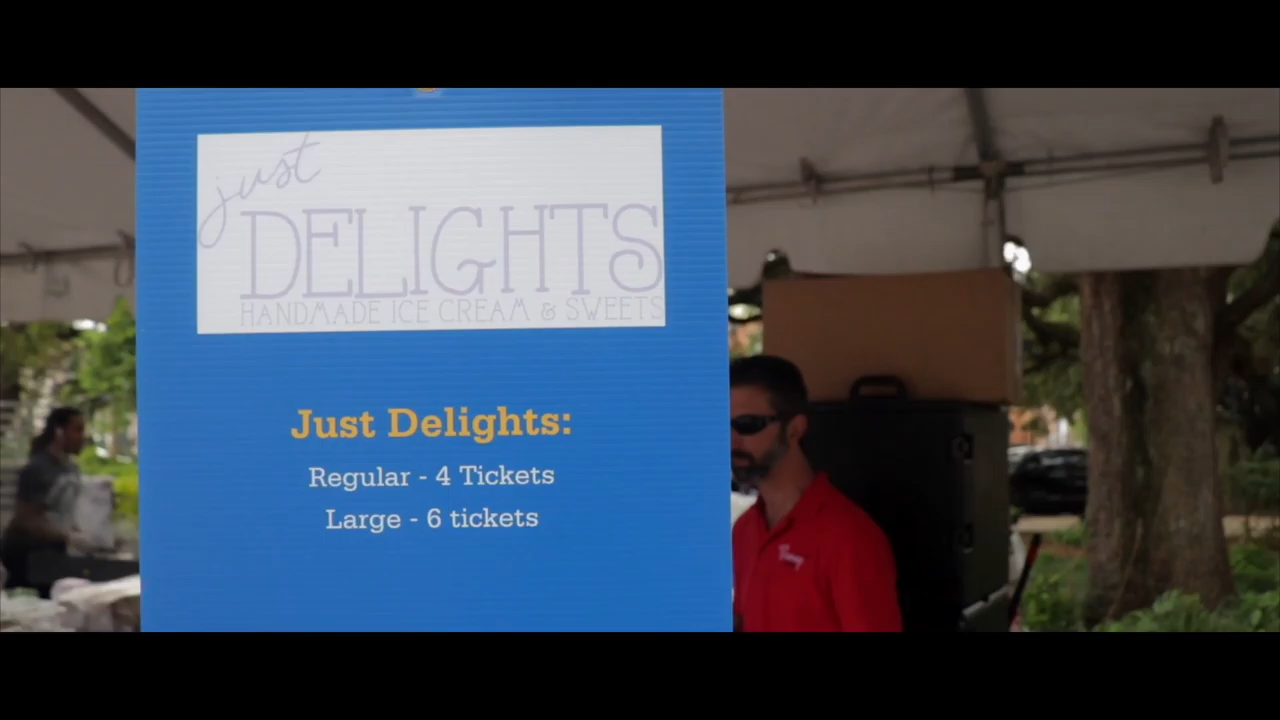 just
DELIGHTS
HANDMADE ICE CREAM & SWEETS
Just Delights:
Regular - 4 Tickets
Large - 6 tickets